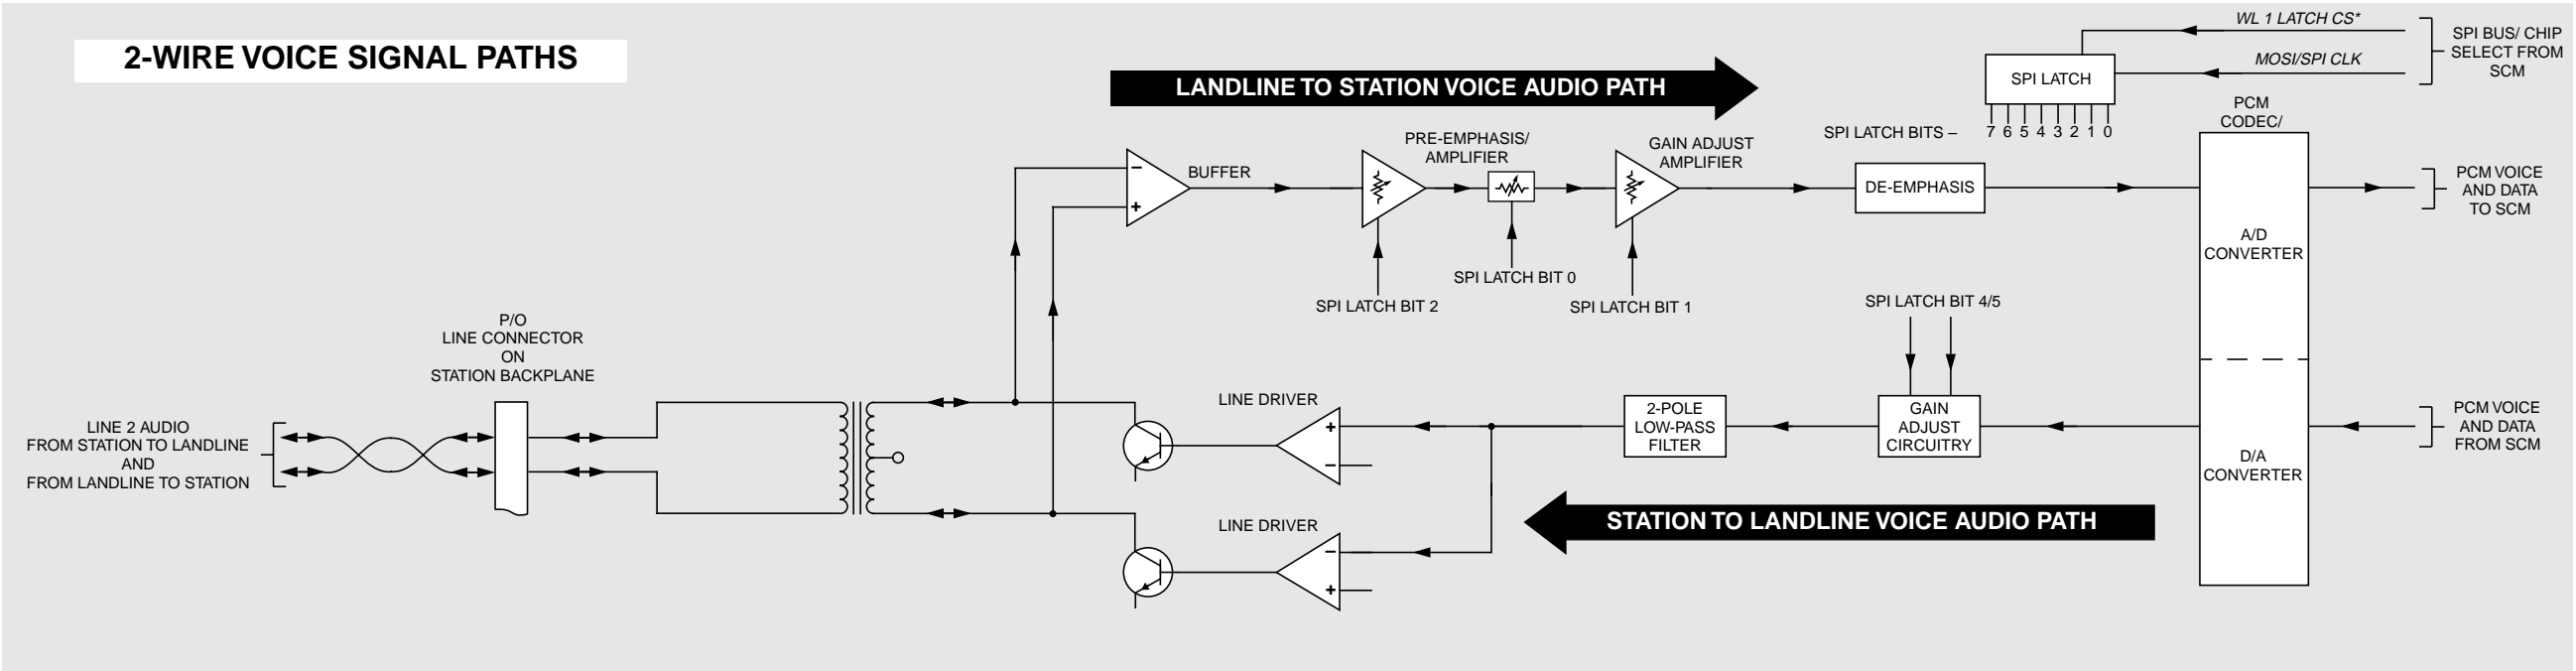 2-WIRE VOICE SIGNAL PATHS
LANDLINE TO STATION VOICE AUDIO PATH
WL 1 LATCH CS*
MOSI/SPI CLK
SPI BUS/ CHIP
SELECT FROM
SCM
SPI LATCH
SPI LATCH BITS –
7 6 5 4 3 2 1 0
PCM
CODEC/
BUFFER
−
+
PRE-EMPHASIS/
AMPLIFIER
GAIN ADJUST
AMPLIFIER
DE-EMPHASIS
PCM VOICE
AND DATA
TO SCM
A/D
CONVERTER
SPI LATCH BIT 2
SPI LATCH BIT 0
SPI LATCH BIT 1
SPI LATCH BIT 4/5
P/O
LINE CONNECTOR
ON
STATION BACKPLANE
LINE 2 AUDIO
FROM STATION TO LANDLINE
AND
FROM LANDLINE TO STATION
LINE DRIVER
+
−
2-POLE
LOW-PASS
FILTER
GAIN
ADJUST
CIRCUITRY
PCM VOICE
AND DATA
FROM SCM
D/A
CONVERTER
LINE DRIVER
−
+
STATION TO LANDLINE VOICE AUDIO PATH